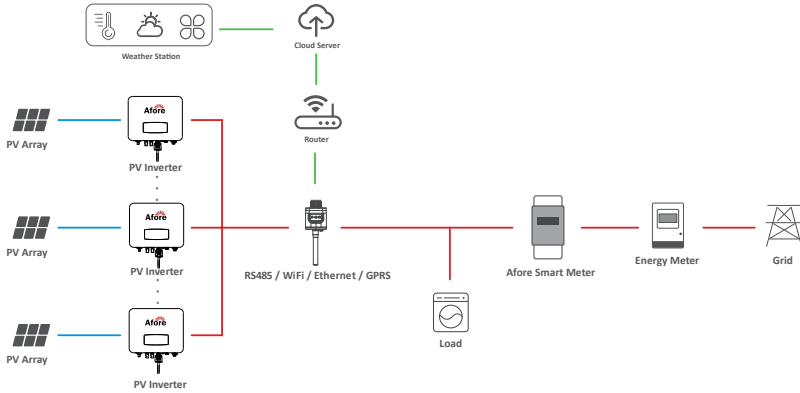 Weather Station
Cloud Server
Router
Afore
PV Array
PV Inverter
Afore
PV Array
PV Inverter
RS485 / WiFi / Ethernet / GPRS
Afore Smart Meter
Energy Meter
Grid
Load
Afore
PV Array
PV Inverter